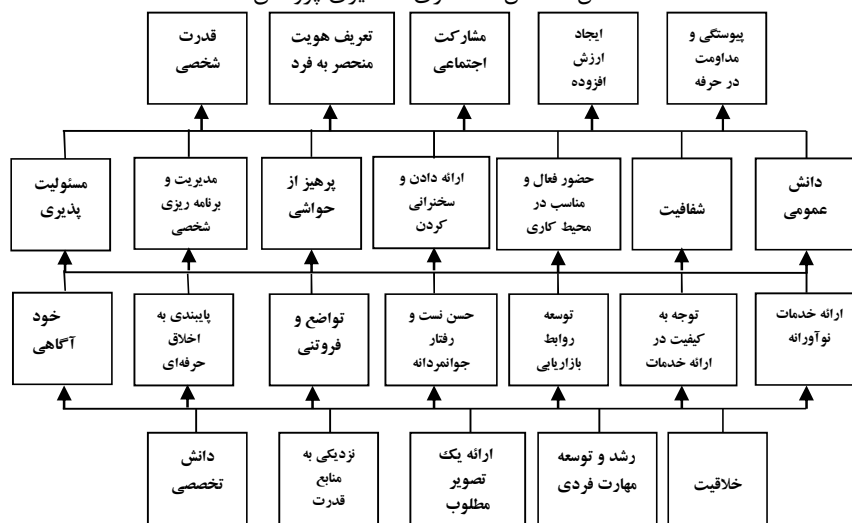 پیوستگی و
مداومت
در حرفه
ایجاد
ارزش
افزوده
مشارکت
اجتماعی
تعریف هویت
منحصر به فرد
قدرت
شخصی
دانش
عمومی
شفافیت
حضور فعال و
مناسب در
محیط کاری
ارائه دادن و
سخنرانی
کردن
پرهیز از
حواشی
مدیریت و
برنامه ریزی
شخصی
مسئولیت
پذیری
ارائه خدمات
نوآورانه
توجه به
کیفیت در
ارائه خدمات
توسعه
روابط
بازاریابی
حسن نست و
رفتار
جوانمردانه
تواضع و
فروتنی
پایبندی به
اخلاق
حرفه‌ای
خود
آگاهی
خلاقیت
رشد و توسعه
مهارت فردی
ارائه یک
تصویر
مطلوب
نزدیکی به
منابع
قدرت
دانش
تخصصی